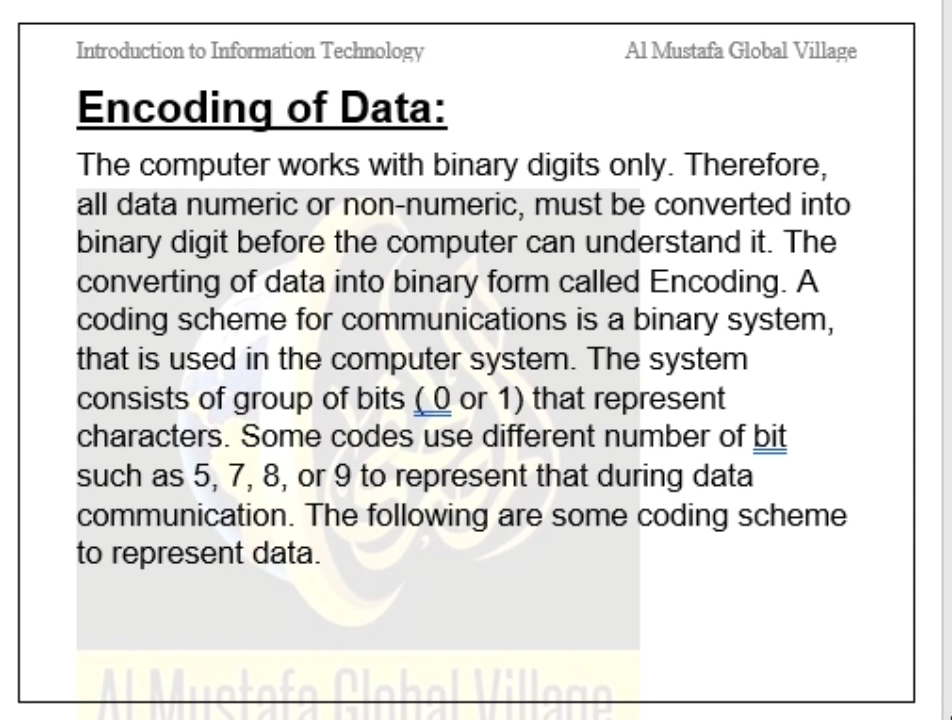 Introduction to Information Technology Al Mustafa Global Village
Encoding of Data:
The computer works with binary digits only. Therefore,
all data numeric or non-numeric, must be converted into
binary digit before the computer can understand it. The
converting of data into binary form called Encoding. A
coding scheme for communications is a binary system,
that is used in the computer system. The system
consists of group of bits ( 0 or 1) that represent
characters. Some codes use different number of bit
such as 5, 7, 8, or 9 to represent that during data
communication. The following are some coding scheme
to represent data.
Al Mustafa Global Village